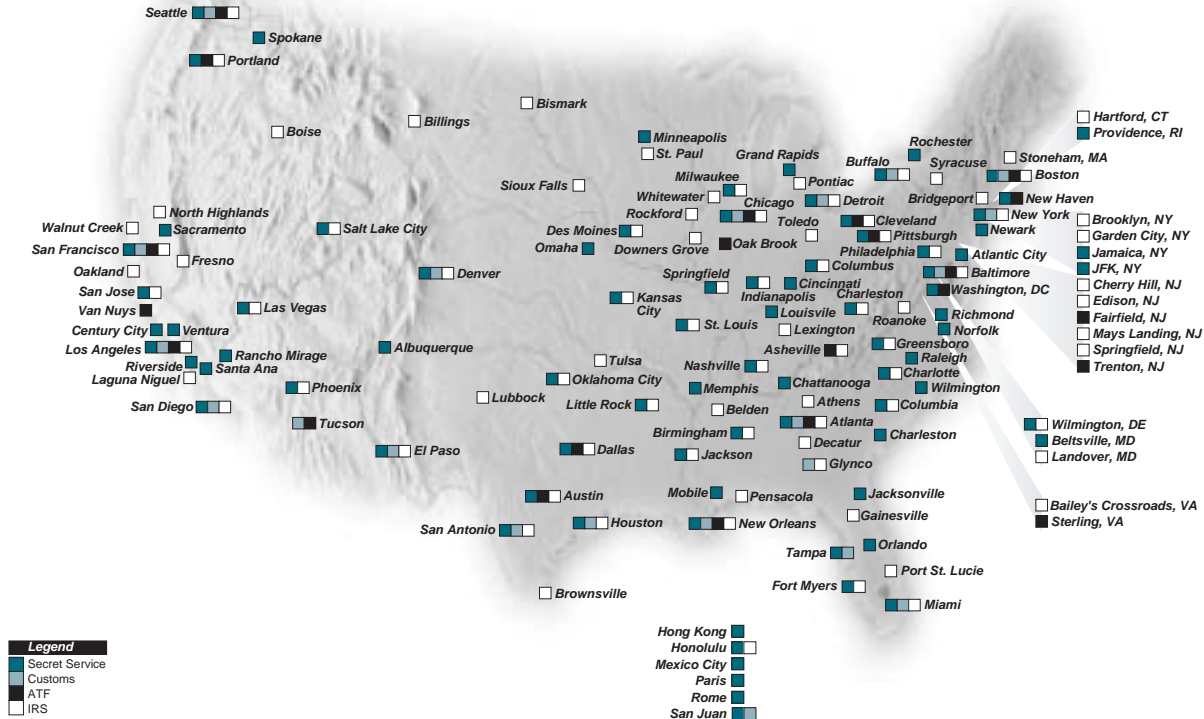 Seattle
Spokane
Portland
Bismark
Billings
Boise
Hartford, CT
Providence, RI
Minneapolis
St. Paul
Rochester
Grand Rapids
Buffalo
Syracuse
Stoneham, MA
Boston
Sioux Falls
Milwaukee
Pontiac
Whitewater
Chicago
Detroit
Bridgeport
New Haven
North Highlands
Rockford
Toledo
Cleveland
New York
Walnut Creek
Sacramento
Salt Lake City
Des Moines
Pittsburgh
Newark
Brooklyn, NY
Garden City, NY
Jamaica, NY
JFK, NY
Cherry Hill, NJ
Edison, NJ
Fairfield, NJ
Mays Landing, NJ
Springfield, NJ
Trenton, NJ
San Francisco
Omaha
Downers Grove
Oak Brook
Philadelphia
Atlantic City
Fresno
Oakland
Denver
Springfield
Columbus
Baltimore
San Jose
Kansas
City
Indianapolis
Cincinnati
Charleston
Washington, DC
Van Nuys
Las Vegas
Louisville
Roanoke
Richmond
Century City
Ventura
St. Louis
Lexington
Norfolk
Los Angeles
Rancho Mirage
Albuquerque
Asheville
Greensboro
Riverside
Santa Ana
Tulsa
Nashville
Raleigh
Laguna Niguel
Phoenix
Oklahoma City
Memphis
Chattanooga
Charlotte
Wilmington
San Diego
Lubbock
Little Rock
Belden
Athens
Columbia
Tucson
Birmingham
Atlanta
Charleston
Wilmington, DE
Beltsville, MD
Landover, MD
El Paso
Dallas
Jackson
Decatur
Glynco
Austin
Mobile
Pensacola
Jacksonville
Bailey's Crossroads, VA
Sterling, VA
San Antonio
Houston
New Orleans
Gainesville
Tampa
Orlando
Port St. Lucie
Brownsville
Fort Myers
Miami
Hong Kong
Honolulu
Mexico City
Paris
Rome
San Juan
Legend
Secret Service
Customs
ATF
IRS